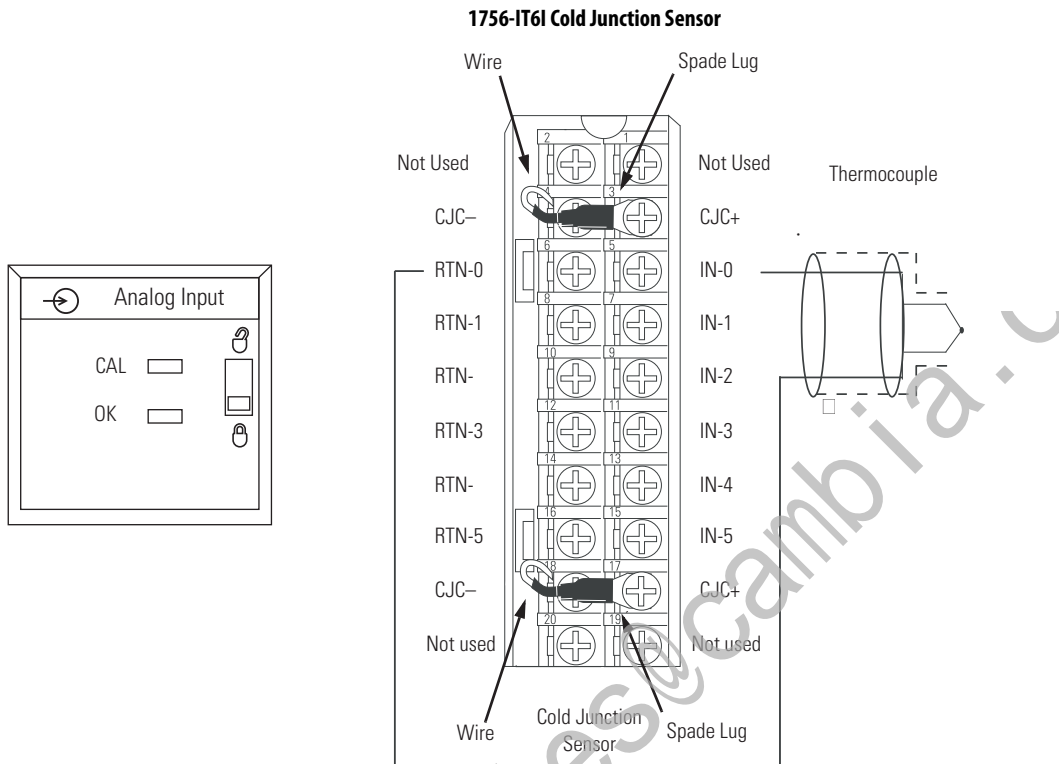 1756-IT6I Cold Junction Sensor
Wire
Spade Lug
2 1
Not Used
Not Used
Thermocouple
4 3
CJC–
CJC+
6 5
RTN-0
IN-0
Analog Input
8 7
RTN-1
IN-1
CAL
10 9
RTN-
IN-2
OK
12 11
RTN-3
IN-3
14 13
RTN-
IN-4
16 15
RTN-5
IN-5
18 17
CJC–
CJC+
20 19
Not used
Not used
Wire
Cold Junction
Sensor
Spade Lug
es@cambia.c